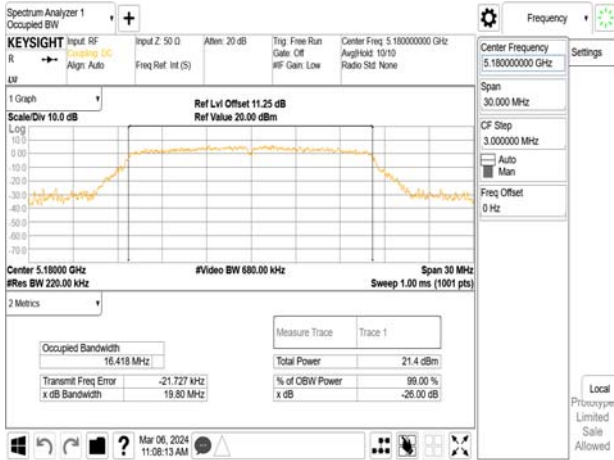 Spectrum Analyzer 1
Occupied BW
Frequency
KEYSIGHT Input: RF
Coupling: DC
Align: Auto
R
LXI
Input Z: 50 Ω
Freq Ref: Int (S)
Atten: 20 dB
Trig: Free Run
Gate: Off
#IF Gain: Low
Center Freq: 5.180000000 GHz
Avg|Hold: 10/10
Radio Std: None
Center Frequency
5.180000000 GHz
Settings
Span
30.000 MHz
CF Step
3.000000 MHz
Auto
Man
Freq Offset
0 Hz
1 Graph
Scale/Div 10.0 dB
Ref Lvl Offset 11.25 dB
Ref Value 20.00 dBm
Log
10.0
0.00
-10.0
-20.0
-30.0
-40.0
-50.0
-60.0
-70.0
Center 5.18000 GHz
#Res BW 220.00 kHz
#Video BW 680.00 kHz
Span 30 MHz
Sweep 1.00 ms (1001 pts)
2 Metrics
Measure Trace Trace 1
Occupied Bandwidth
16.418 MHz
Total Power 21.4 dBm
Transmit Freq Error -21.727 kHz
% of OBW Power 99.00 %
x dB Bandwidth 19.80 MHz
x dB -26.00 dB
Local
Prototype
Limited
Sale
Allowed
?
Mar 06, 2024
11:08:13 AM